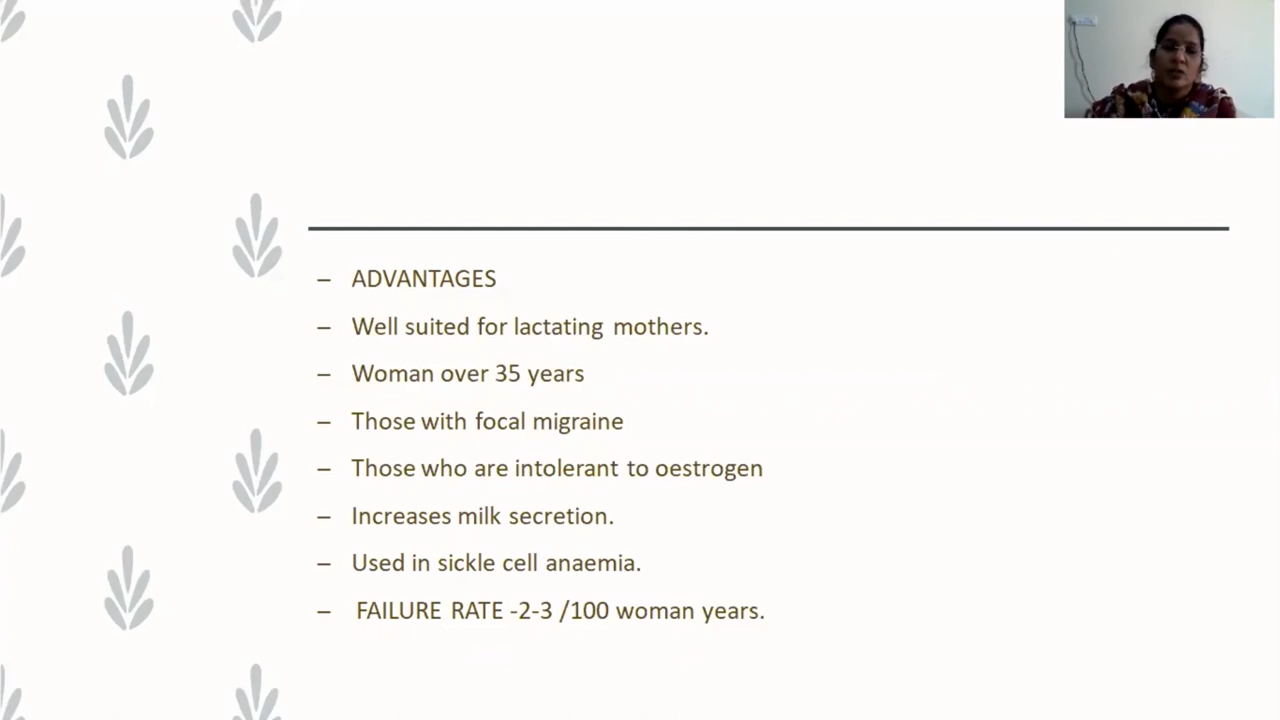 – ADVANTAGES
– Well suited for lactating mothers.
– Woman over 35 years
– Those with focal migraine
– Those who are intolerant to oestrogen
– Increases milk secretion.
– Used in sickle cell anaemia.
– FAILURE RATE -2-3 /100 woman years.